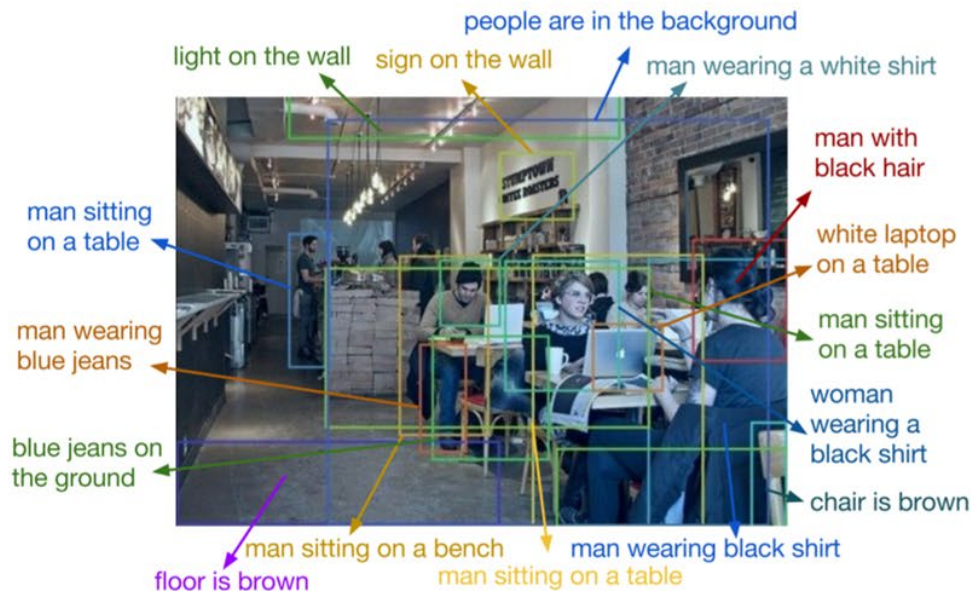 people are in the background
light on the wall
sign on the wall
man wearing a white shirt
man with
black hair
STUMPTOWN
COFFEE ROASTERS
man sitting
on a table
white laptop
on a table
man wearing
blue jeans
man sitting
on a table
woman
wearing a
black shirt
blue jeans on
the ground
chair is brown
man sitting on a bench
man wearing black shirt
floor is brown
man sitting on a table